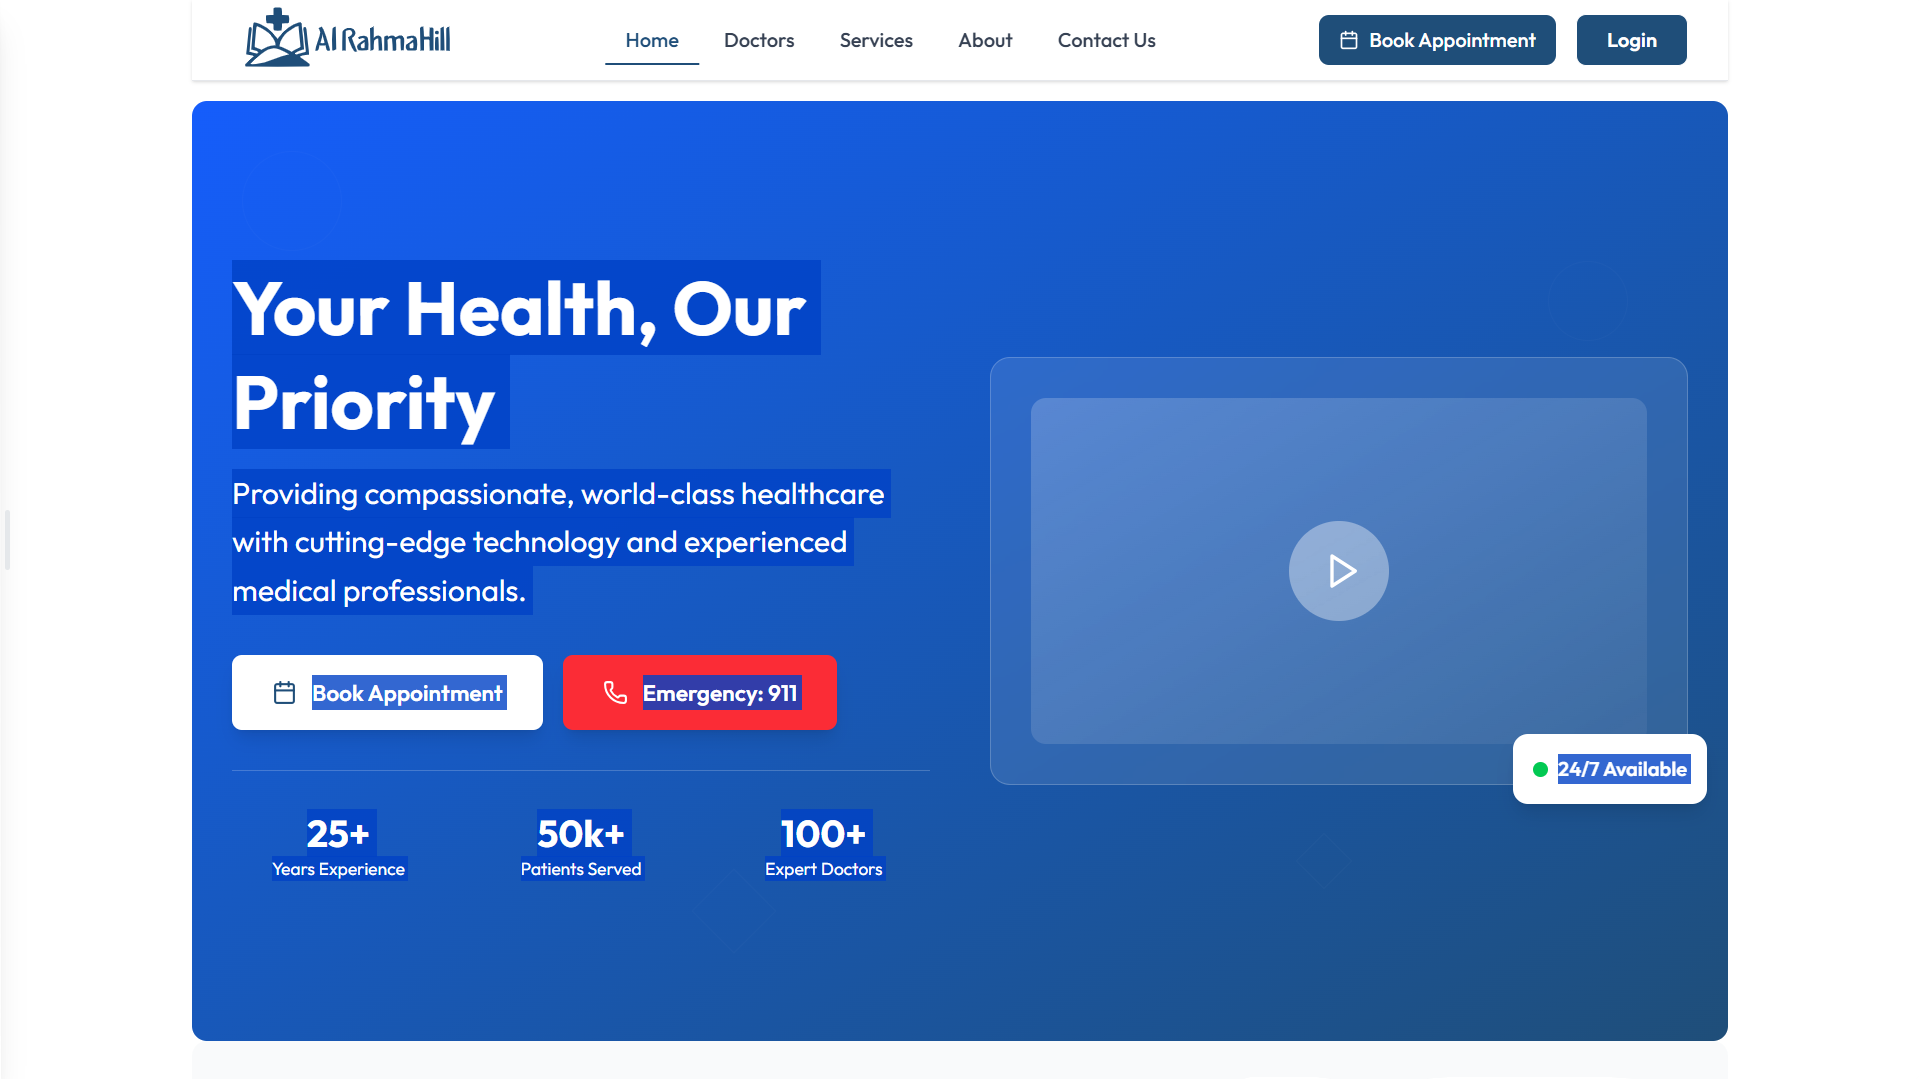 Al RahmaHill
Home
Doctors
Services
About
Contact Us
Book Appointment
Login
Your Health, Our
Priority
Providing compassionate, world-class healthcare
with cutting-edge technology and experienced
medical professionals.
Book Appointment
Emergency: 911
24/7 Available
25+
Years Experience
50k+
Patients Served
100+
Expert Doctors